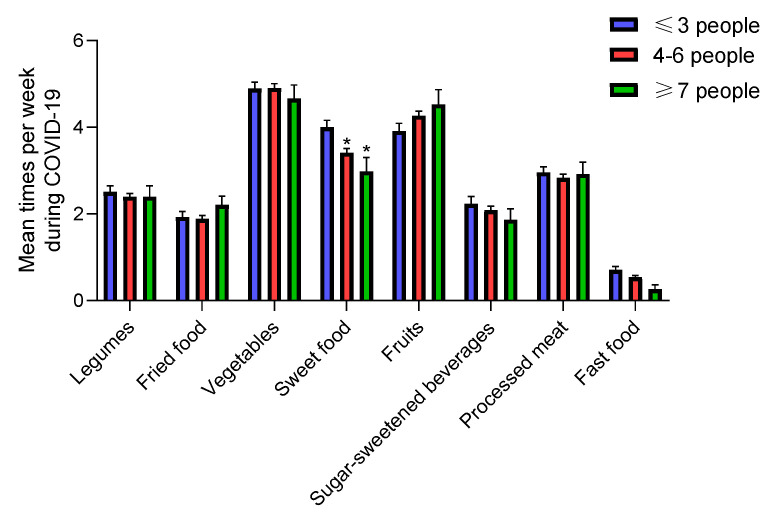 ≤3 people
4-6 people
≥7 people
Mean times per week
during COVID-19
6
4
2
0
* *
Legumes
Fried food
Vegetables
Sweet food
Fruits
Sugar-sweetened beverages
Processed meat
Fast food